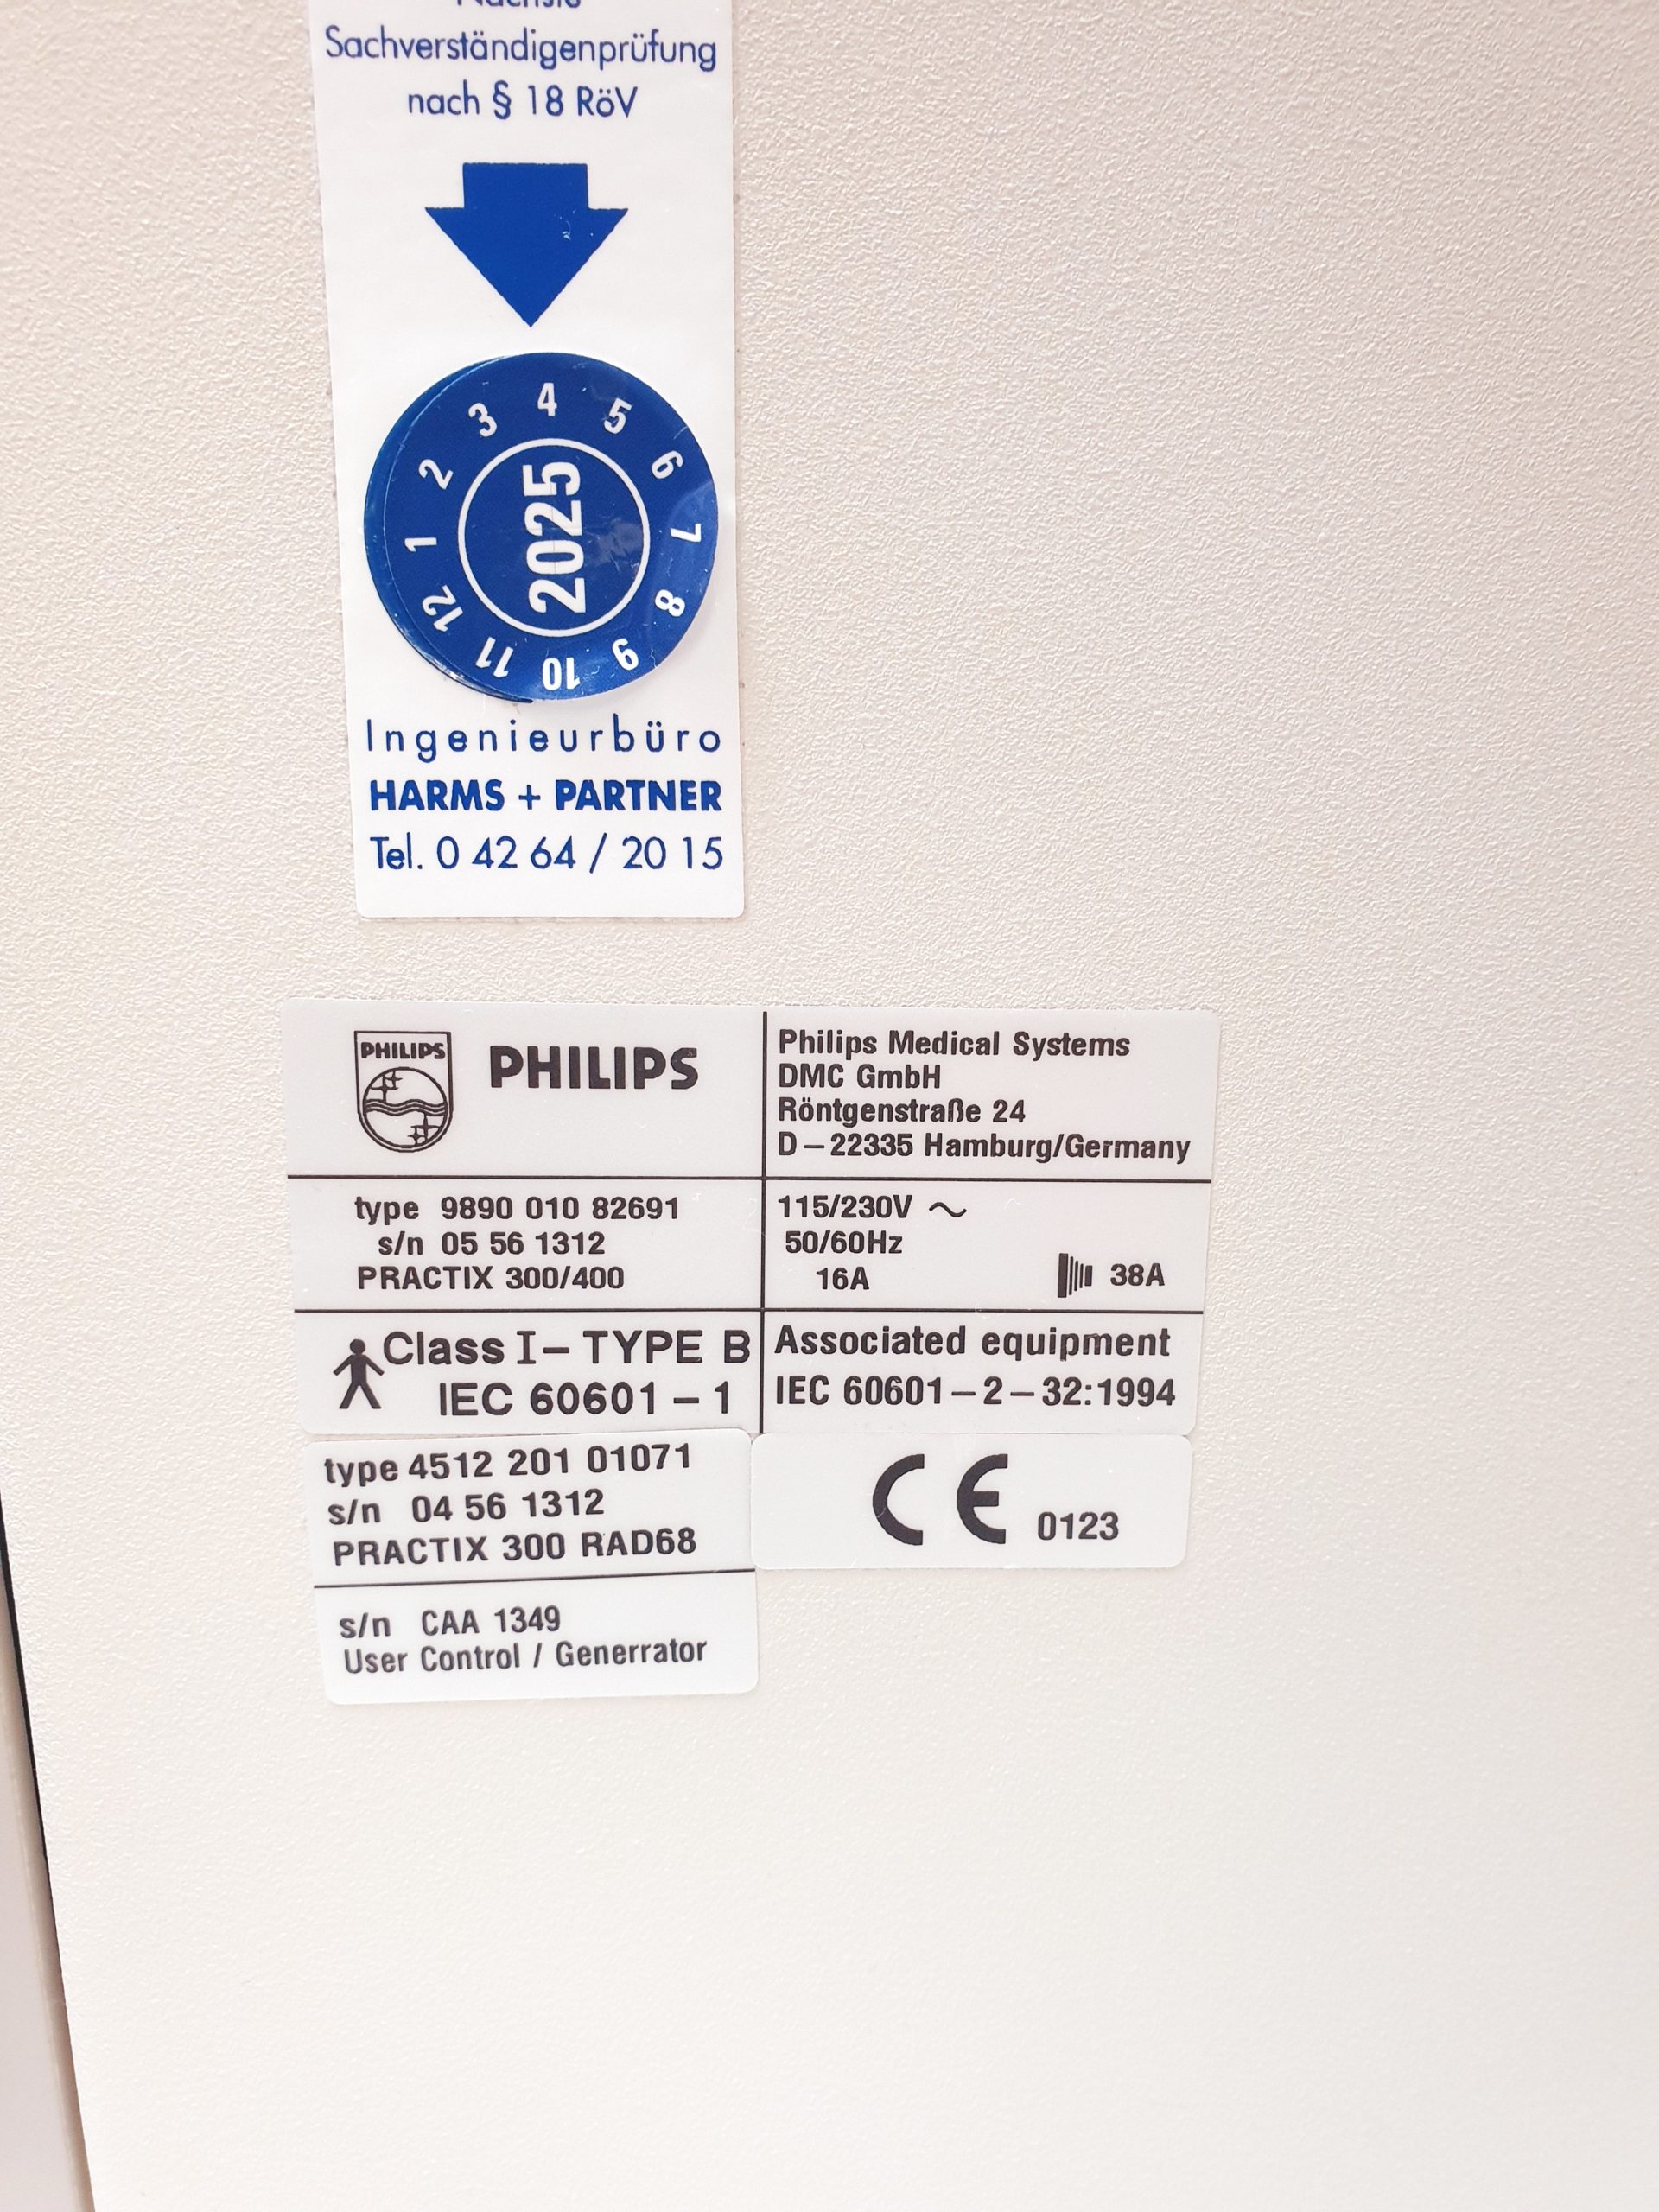 Nächste
Sachverständigenprüfung
nach § 18 RöV
1 2 3 4 5 6 7 8 9 10 11 12
2025
Ingenieurbüro
HARMS + PARTNER
Tel. 0 42 64 / 20 15
PHILIPS
PHILIPS
Philips Medical Systems
DMC GmbH
Röntgenstraße 24
D–22335 Hamburg/Germany
type 9890 010 82691
s/n 05 56 1312
PRACTIX 300/400
115/230V ~
50/60Hz
16A
38A
Class I – TYPE B
IEC 60601 – 1
Associated equipment
IEC 60601 – 2 – 32:1994
type 4512 201 01071
s/n 04 56 1312
PRACTIX 300 RAD68
s/n CAA 1349
User Control / Generrator
CE 0123